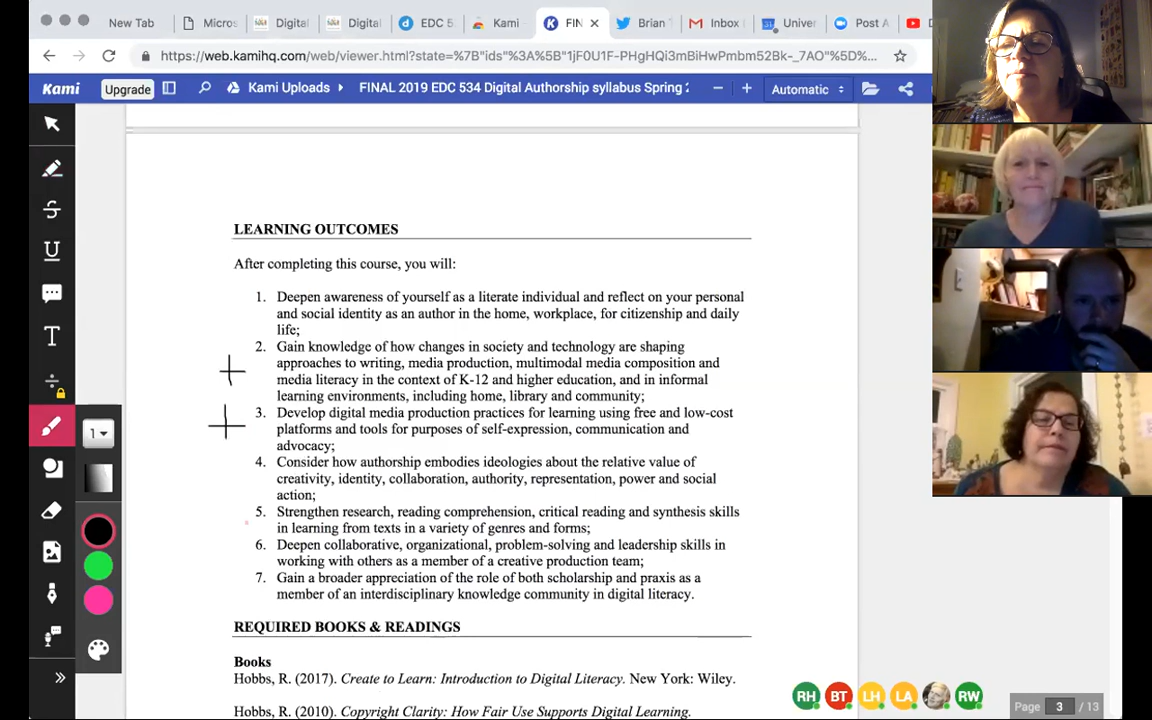 New Tab Micros Digital Digital EDC 5 Kami FIN Brian T Inbox ( Univer Post A
https://web.kamihq.com/web/viewer.html?state=%7B"ids"%3A%5B"1jF0U1F-PHgHQi3mBiHwPmbm52Bk-_7AO"%5D%...
Kami Upgrade Kami Uploads FINAL 2019 EDC 534 Digital Authorship syllabus Spring 2 Automatic
LEARNING OUTCOMES
After completing this course, you will:
1. Deepen awareness of yourself as a literate individual and reflect on your personal
and social identity as an author in the home, workplace, for citizenship and daily
life;
2. Gain knowledge of how changes in society and technology are shaping
approaches to writing, media production, multimodal media composition and
media literacy in the context of K-12 and higher education, and in informal
learning environments, including home, library and community;
3. Develop digital media production practices for learning using free and low-cost
platforms and tools for purposes of self-expression, communication and
advocacy;
4. Consider how authorship embodies ideologies about the relative value of
creativity, identity, collaboration, authority, representation, power and social
action;
5. Strengthen research, reading comprehension, critical reading and synthesis skills
in learning from texts in a variety of genres and forms;
6. Deepen collaborative, organizational, problem-solving and leadership skills in
working with others as a member of a creative production team;
7. Gain a broader appreciation of the role of both scholarship and praxis as a
member of an interdisciplinary knowledge community in digital literacy.
REQUIRED BOOKS & READINGS
Books
Hobbs, R. (2017). Create to Learn: Introduction to Digital Literacy. New York: Wiley.
Hobbs, R. (2010). Copyright Clarity: How Fair Use Supports Digital Learning.
1
RH BT LH LA RW
Page 3 / 13